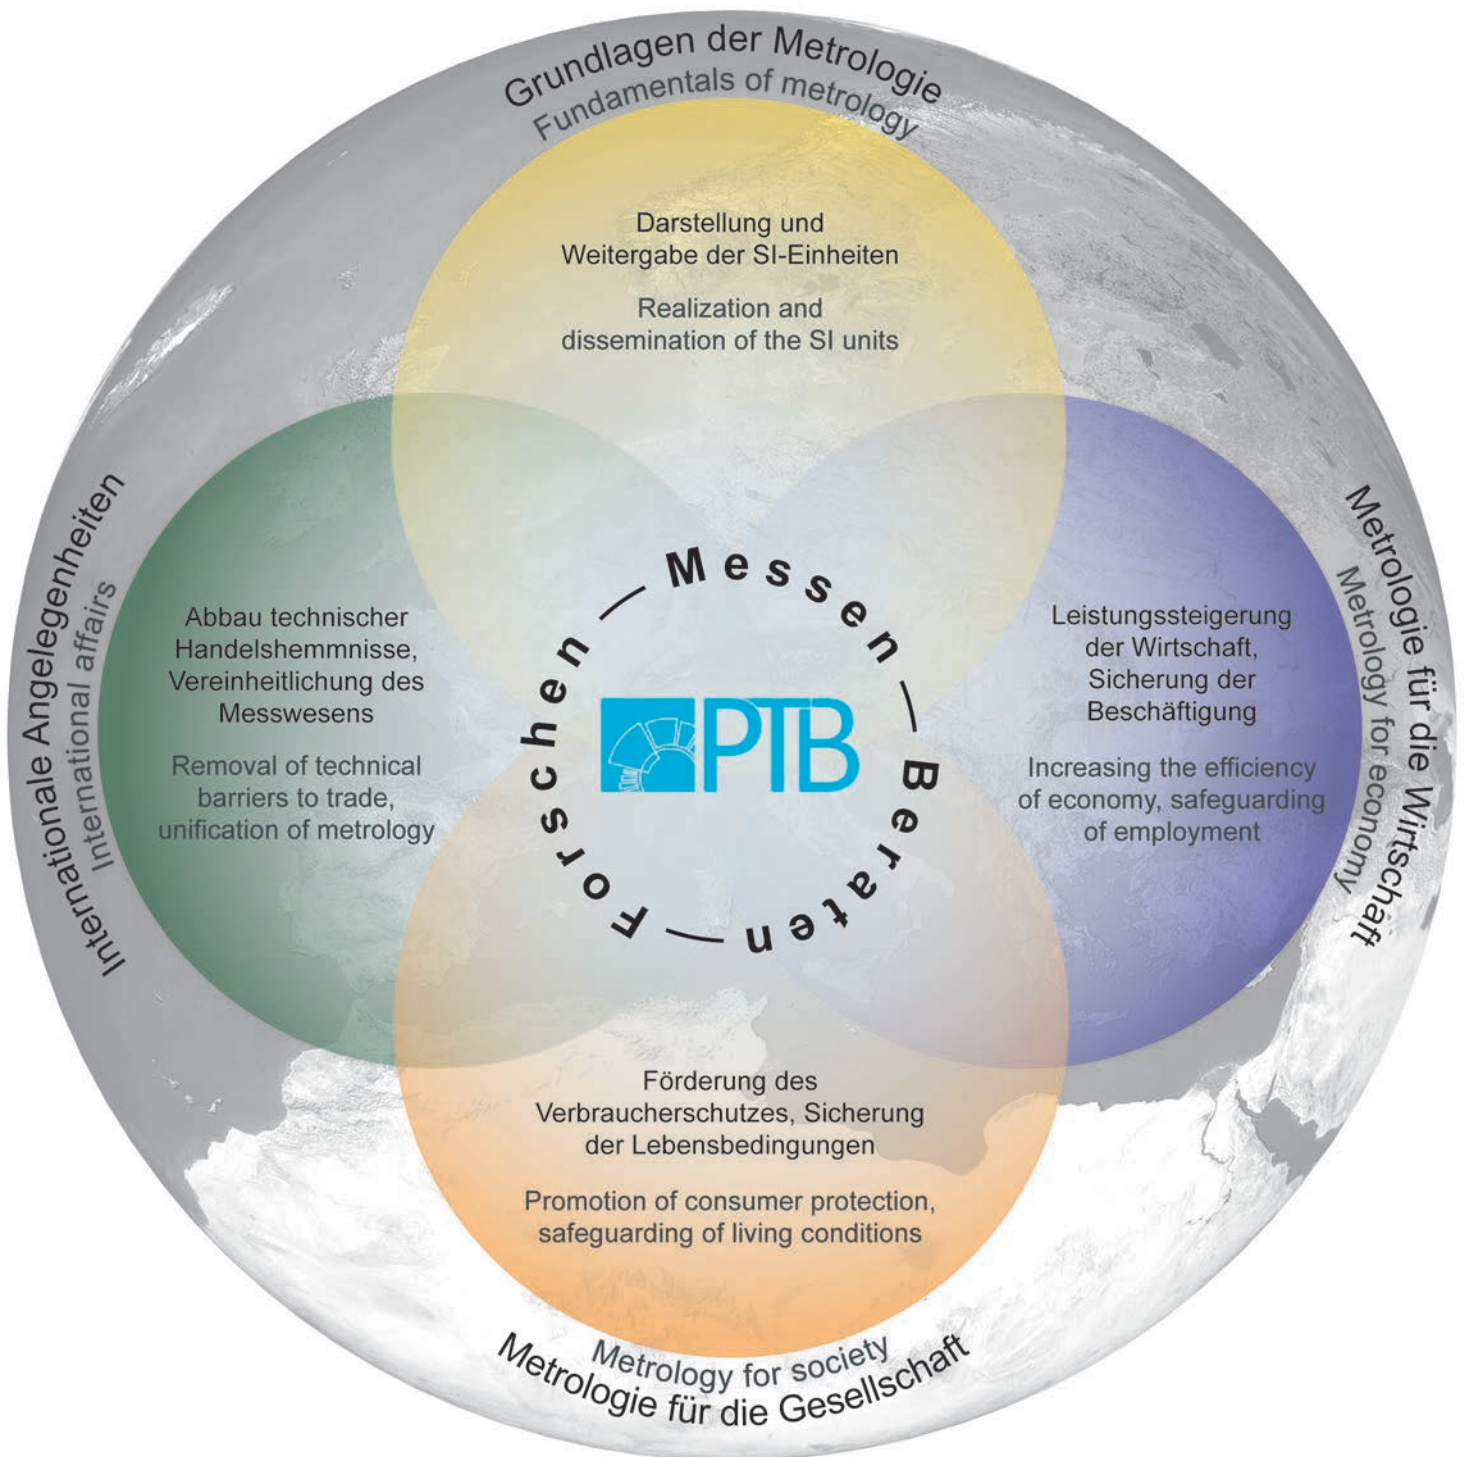 Grundlagen der Metrologie
Fundamentals of metrology
Darstellung und
Weitergabe der SI-Einheiten
Realization and
dissemination of the SI units
Internationale Angelegenheiten
International affairs
Abbau technischer
Handelshemmnisse,
Vereinheitlichung des
Messwesens
Removal of technical
barriers to trade,
unification of metrology
Forschen — Messen — Beraten —
PTB
Leistungssteigerung
der Wirtschaft,
Sicherung der
Beschäftigung
Increasing the efficiency
of economy, safeguarding
of employment
Metrologie für die Wirtschaft
Metrology for economy
Förderung des
Verbraucherschutzes, Sicherung
der Lebensbedingungen
Promotion of consumer protection,
safeguarding of living conditions
Metrology for society
Metrologie für die Gesellschaft